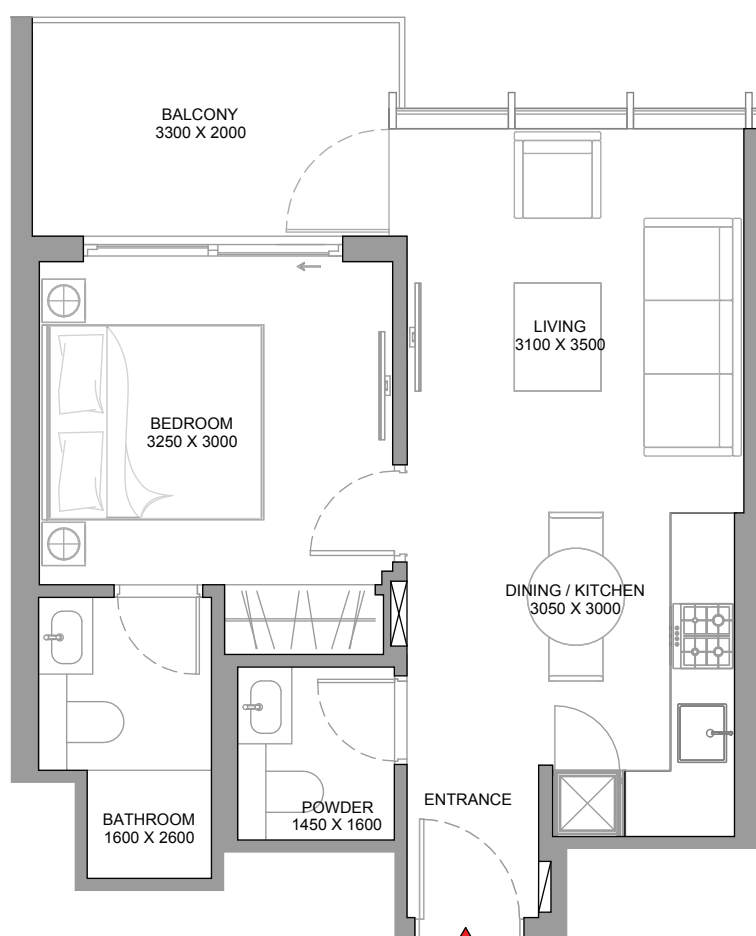 BALCONY
3300 X 2000
LIVING
3100 X 3500
BEDROOM
3250 X 3000
DINING / KITCHEN
3050 X 3000
ENTRANCE
POWDER
1450 X 1600
BATHROOM
1600 X 2600